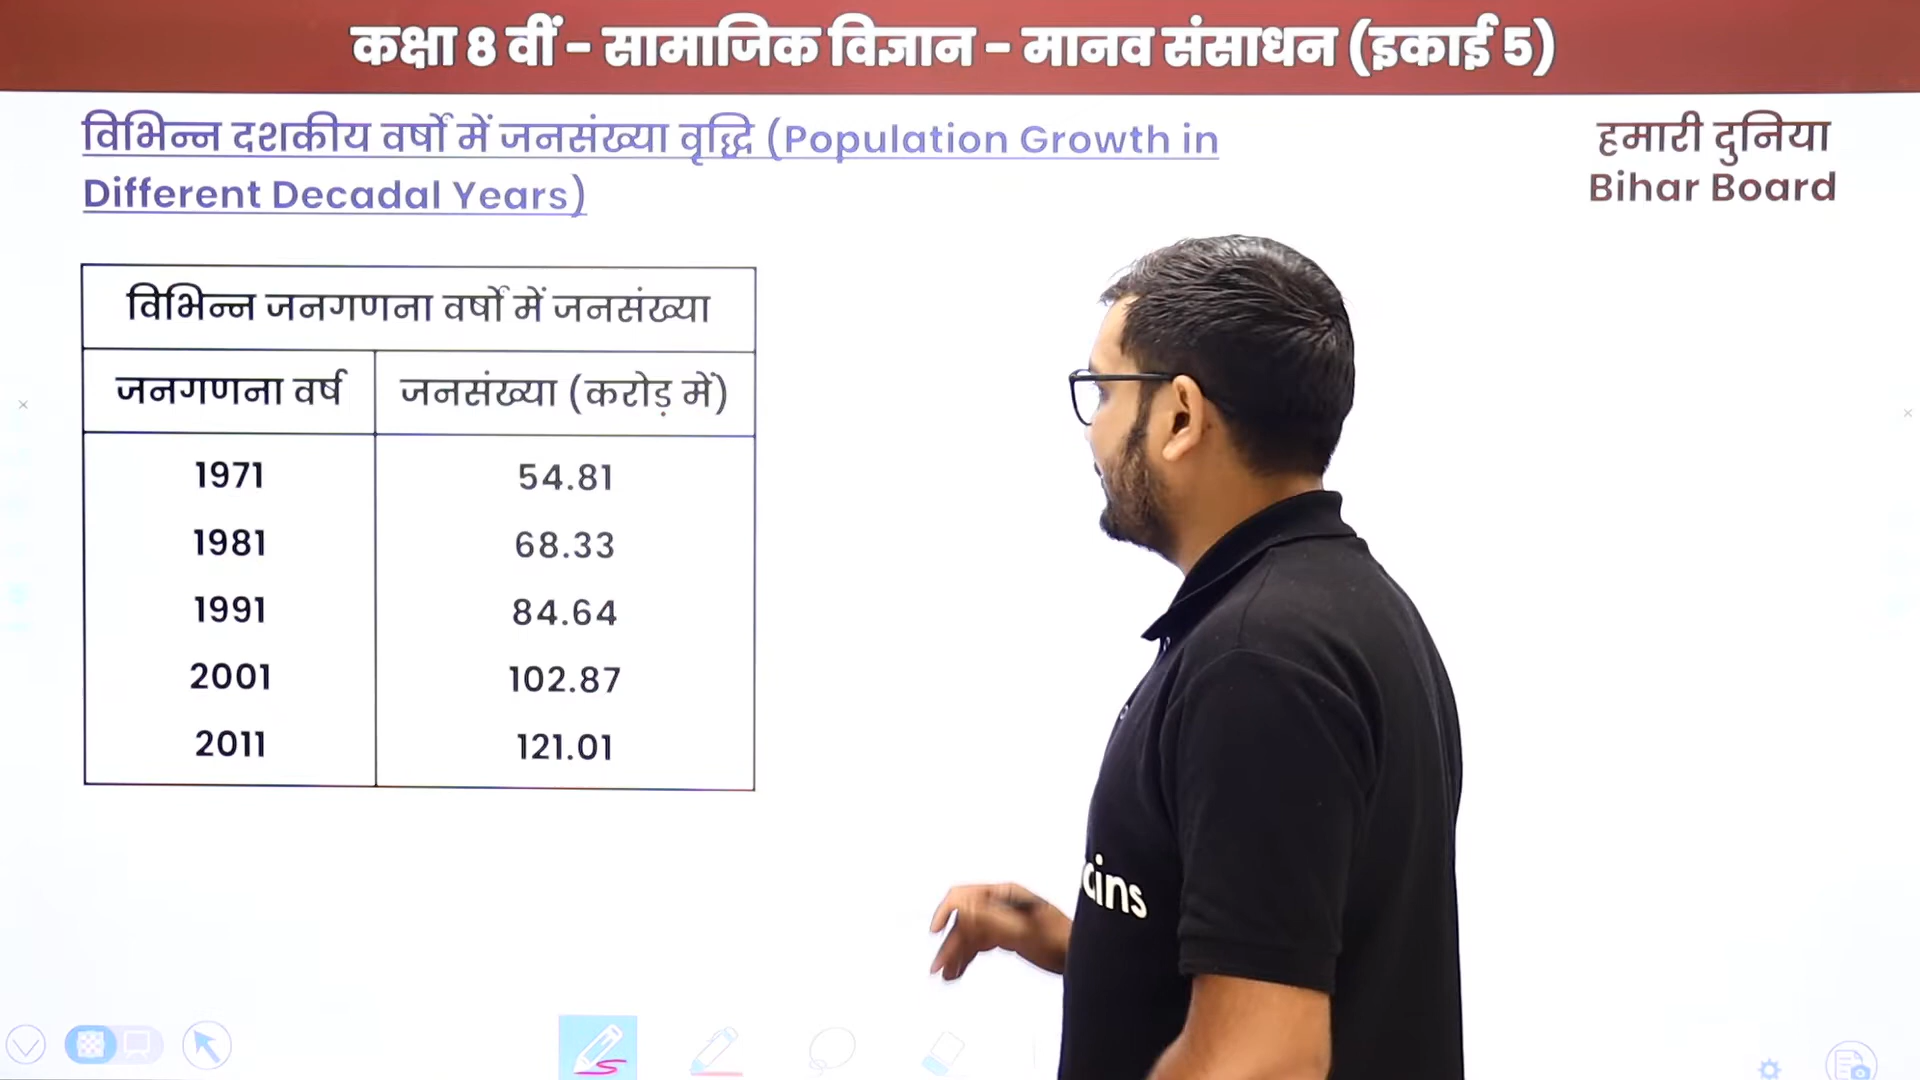 कक्षा 8 वीं - सामाजिक विज्ञान - मानव संसाधन (इकाई 5)
विभिन्न दशकीय वर्षों में जनसंख्या वृद्धि (Population Growth in
Different Decadal Years)
हमारी दुनिया
Bihar Board
विभिन्न जनगणना वर्षों में जनसंख्या
जनगणना वर्ष जनसंख्या (करोड़ में)
1971 54.81
1981 68.33
1991 84.64
2001 102.87
2011 121.01